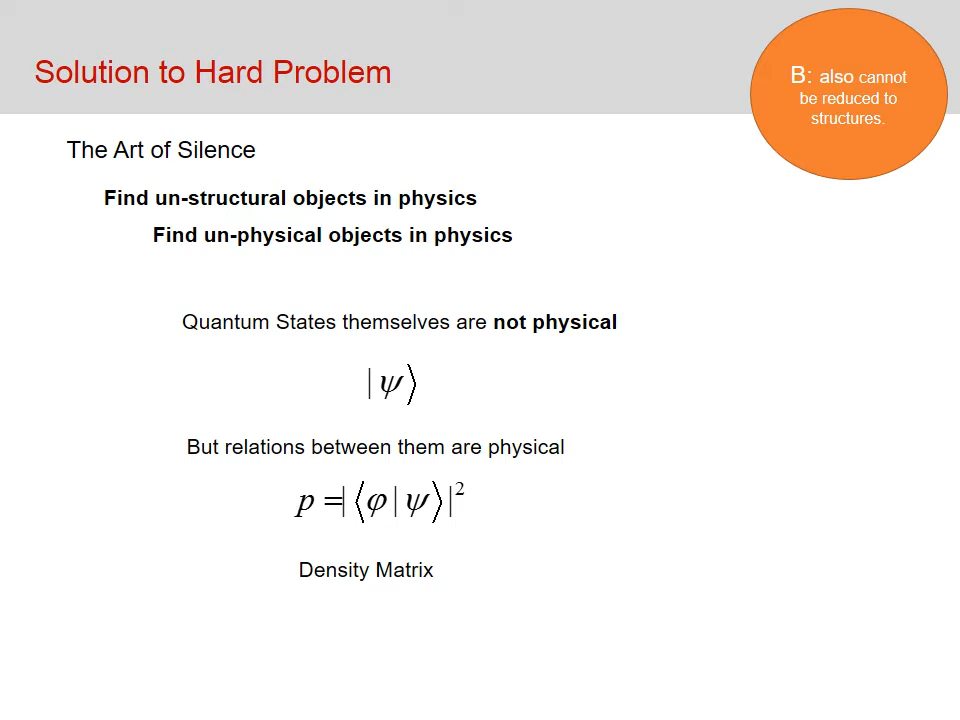 Solution to Hard Problem
B: also cannot
be reduced to
structures.
The Art of Silence
Find un-structural objects in physics
Find un-physical objects in physics
Quantum States themselves are not physical
|ψ⟩
But relations between them are physical
p =|⟨φ|ψ⟩|²
Density Matrix